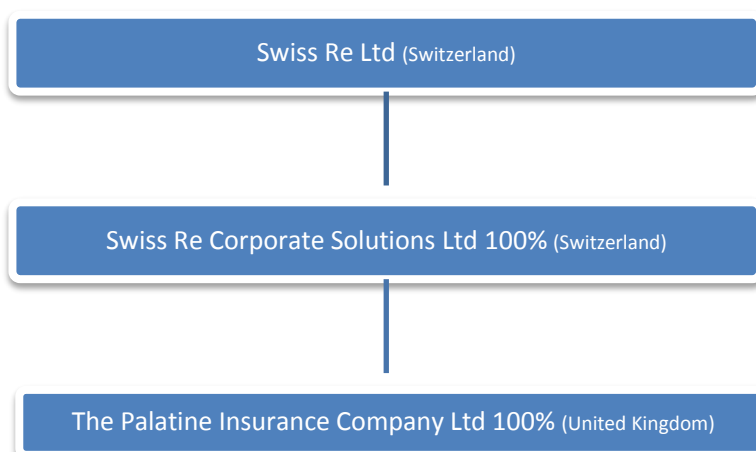 Swiss Re Ltd (Switzerland)
Swiss Re Corporate Solutions Ltd 100% (Switzerland)
The Palatine Insurance Company Ltd 100% (United Kingdom)